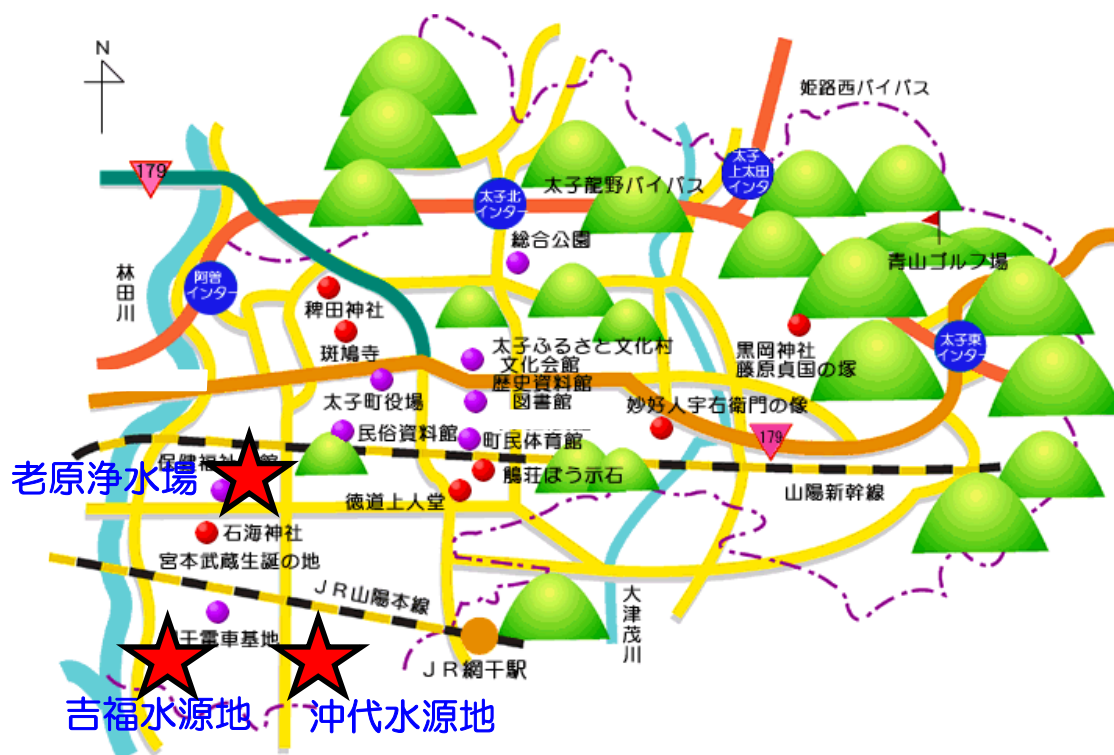 N
姫路西バイパス
179
太子
上太田
インタ
太子龍野バイパス
太子北
インター
総合公園
青山ゴルフ場
林田川
阿曽
インター
稗田神社
斑鳩寺
太子ふるさと文化村
文化会館
歴史資料館
図書館
黒岡神社
藤原貞国の塚
太子東
インター
太子町役場
妙好人宇右衛門の像
民俗資料館
町民体育館
179
老原浄水場
保健福祉
館
鵤荘ぼう示石
山陽新幹線
徳道上人堂
石海神社
宮本武蔵生誕の地
JR山陽本線
大津茂川
干電車基地
JR網干駅
吉福水源地
沖代水源地